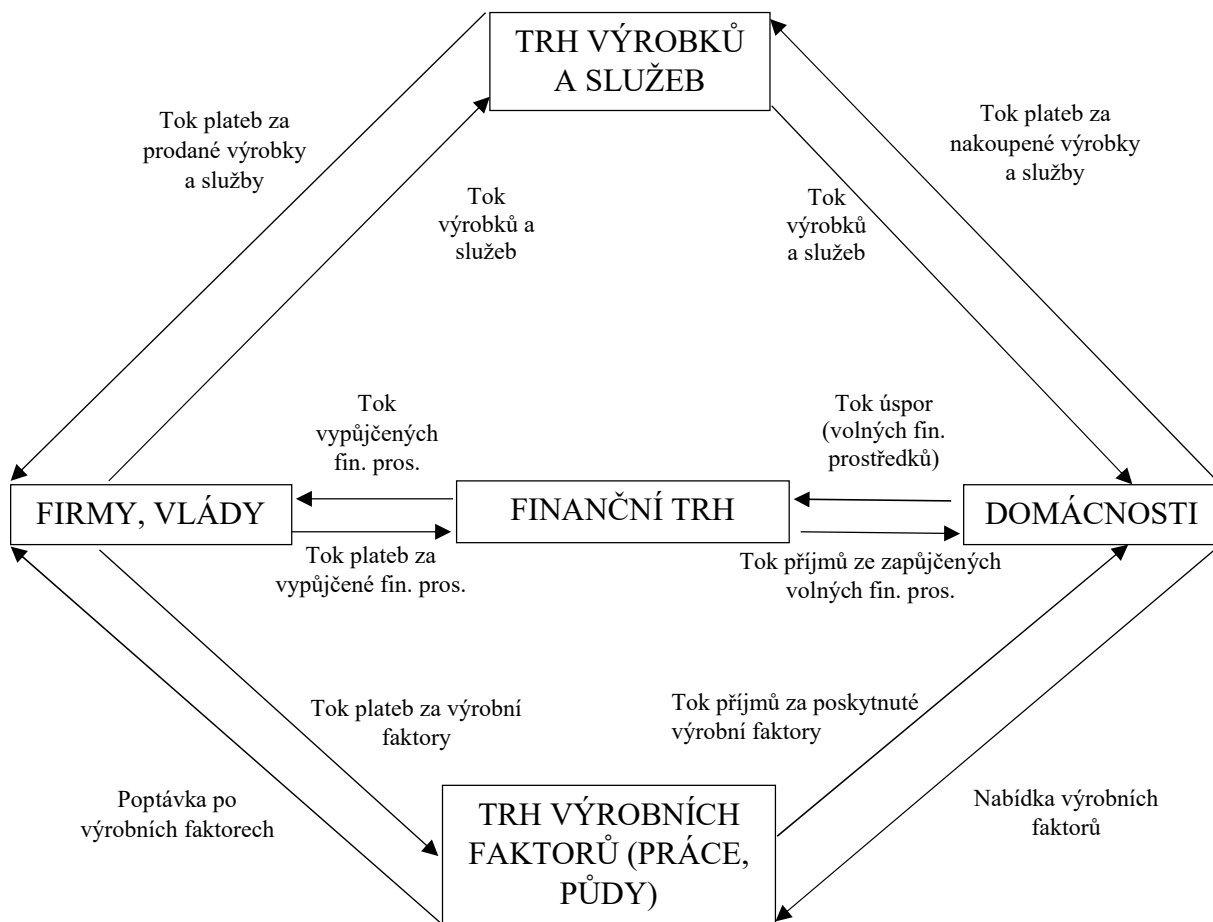 TRH VÝROBKŮ
A SLUŽEB
Tok plateb za
prodané výrobky
a služby
Tok plateb za
nakoupené výrobky
a služby
Tok
výrobků a
služeb
Tok
výrobků
a služeb
Tok
vypůjčených
fin. pros.
Tok úspor
(volných fin.
prostředků)
FIRMY, VLÁDY
FINANČNÍ TRH
DOMÁCNOSTI
Tok plateb za
vypůjčené fin. pros.
Tok příjmů ze zapůjčených
volných fin. pros.
Tok plateb za výrobní
faktory
Tok příjmů za poskytnuté
výrobní faktory
Poptávka po
výrobních faktorech
Nabídka výrobních
faktorů
TRH VÝROBNÍCH
FAKTORŮ (PRÁCE,
PŮDY)